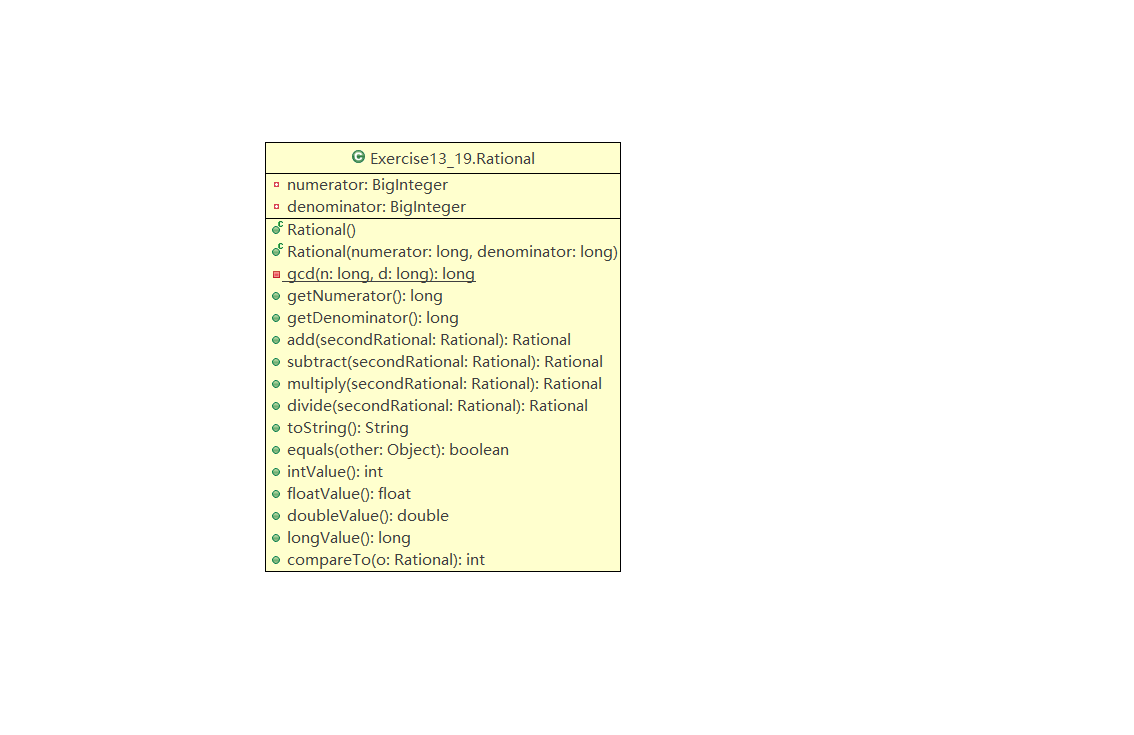 Exercise13_19.Rational
numerator: BigInteger
denominator: BigInteger
Rational()
Rational(numerator: long, denominator: long)
gcd(n: long, d: long): long
getNumerator(): long
getDenominator(): long
add(secondRational: Rational): Rational
subtract(secondRational: Rational): Rational
multiply(secondRational: Rational): Rational
divide(secondRational: Rational): Rational
toString(): String
equals(other: Object): boolean
intValue(): int
floatValue(): float
doubleValue(): double
longValue(): long
compareTo(o: Rational): int